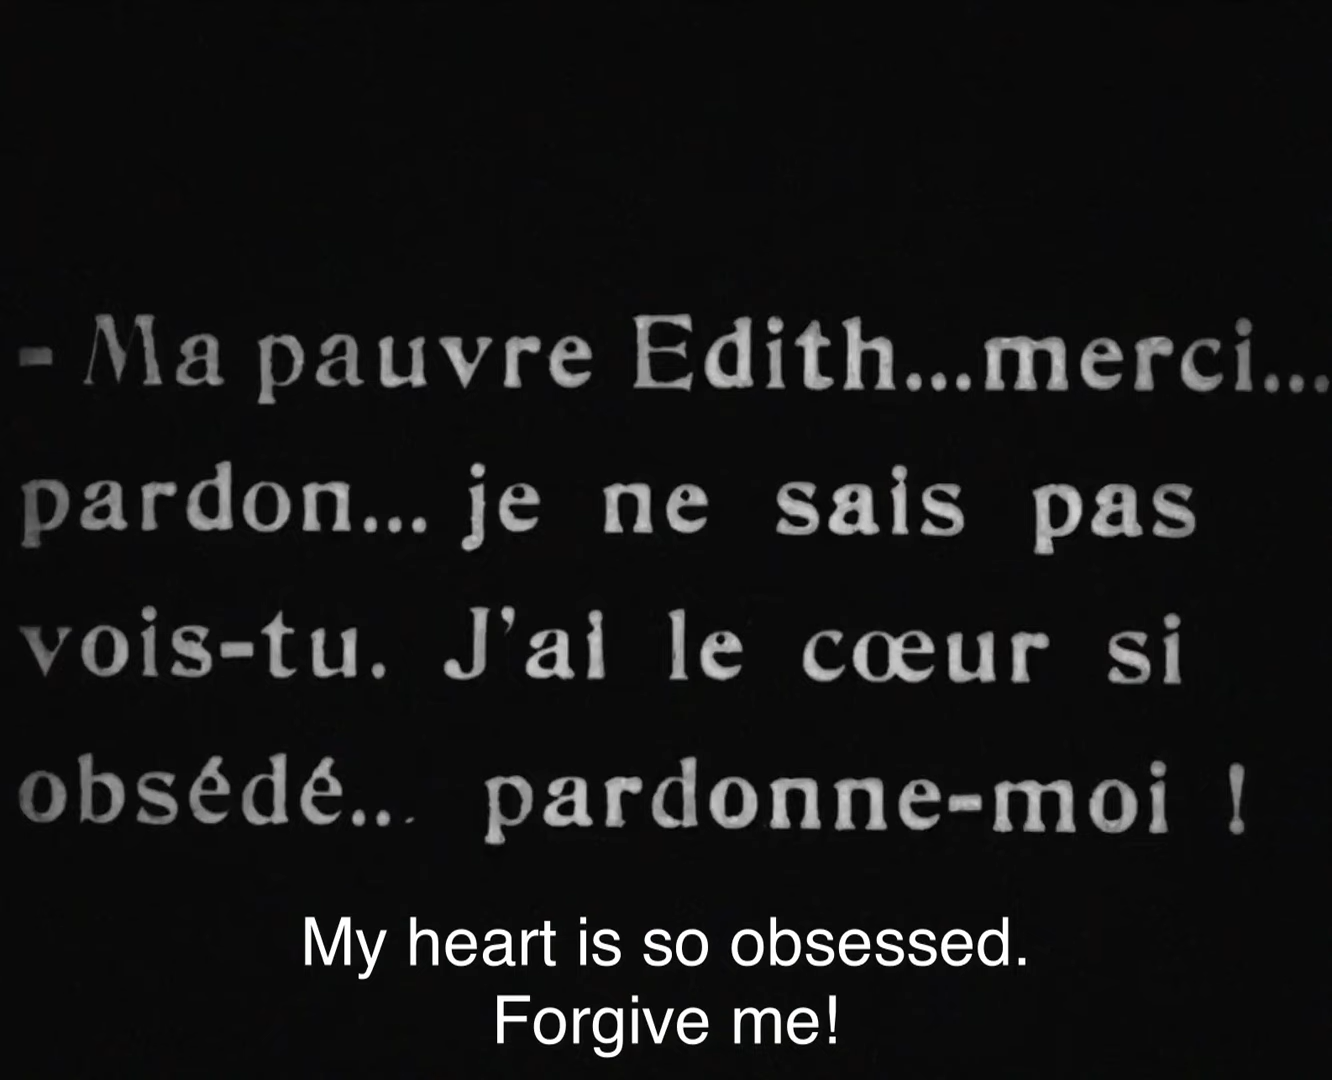 - Ma pauvre Edith...merci...
pardon... je ne sais pas
vois-tu. J'ai le cœur si
obsédé... pardonne-moi !
My heart is so obsessed.
Forgive me!